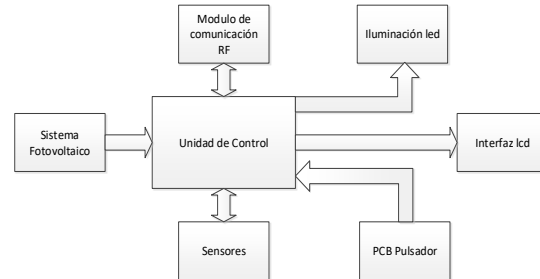 Modulo de
comunicación
RF
Iluminación led
Sistema
Fotovoltaico
Unidad de Control
Interfaz lcd
Sensores
PCB Pulsador